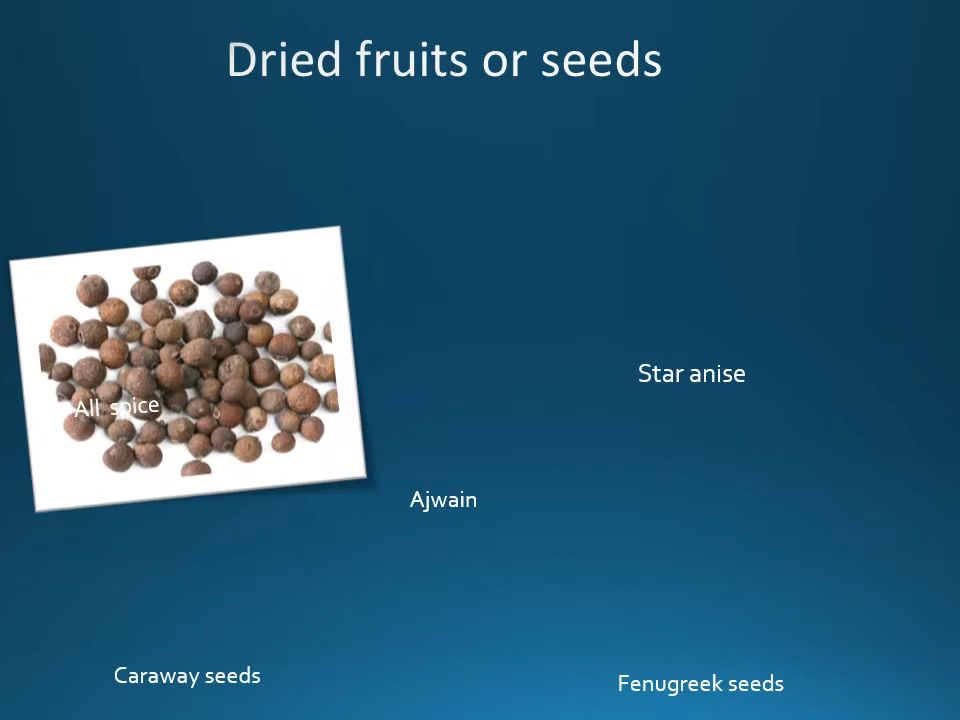 Dried fruits or seeds
Star anise
All spice
Ajwain
Caraway seeds
Fenugreek seeds